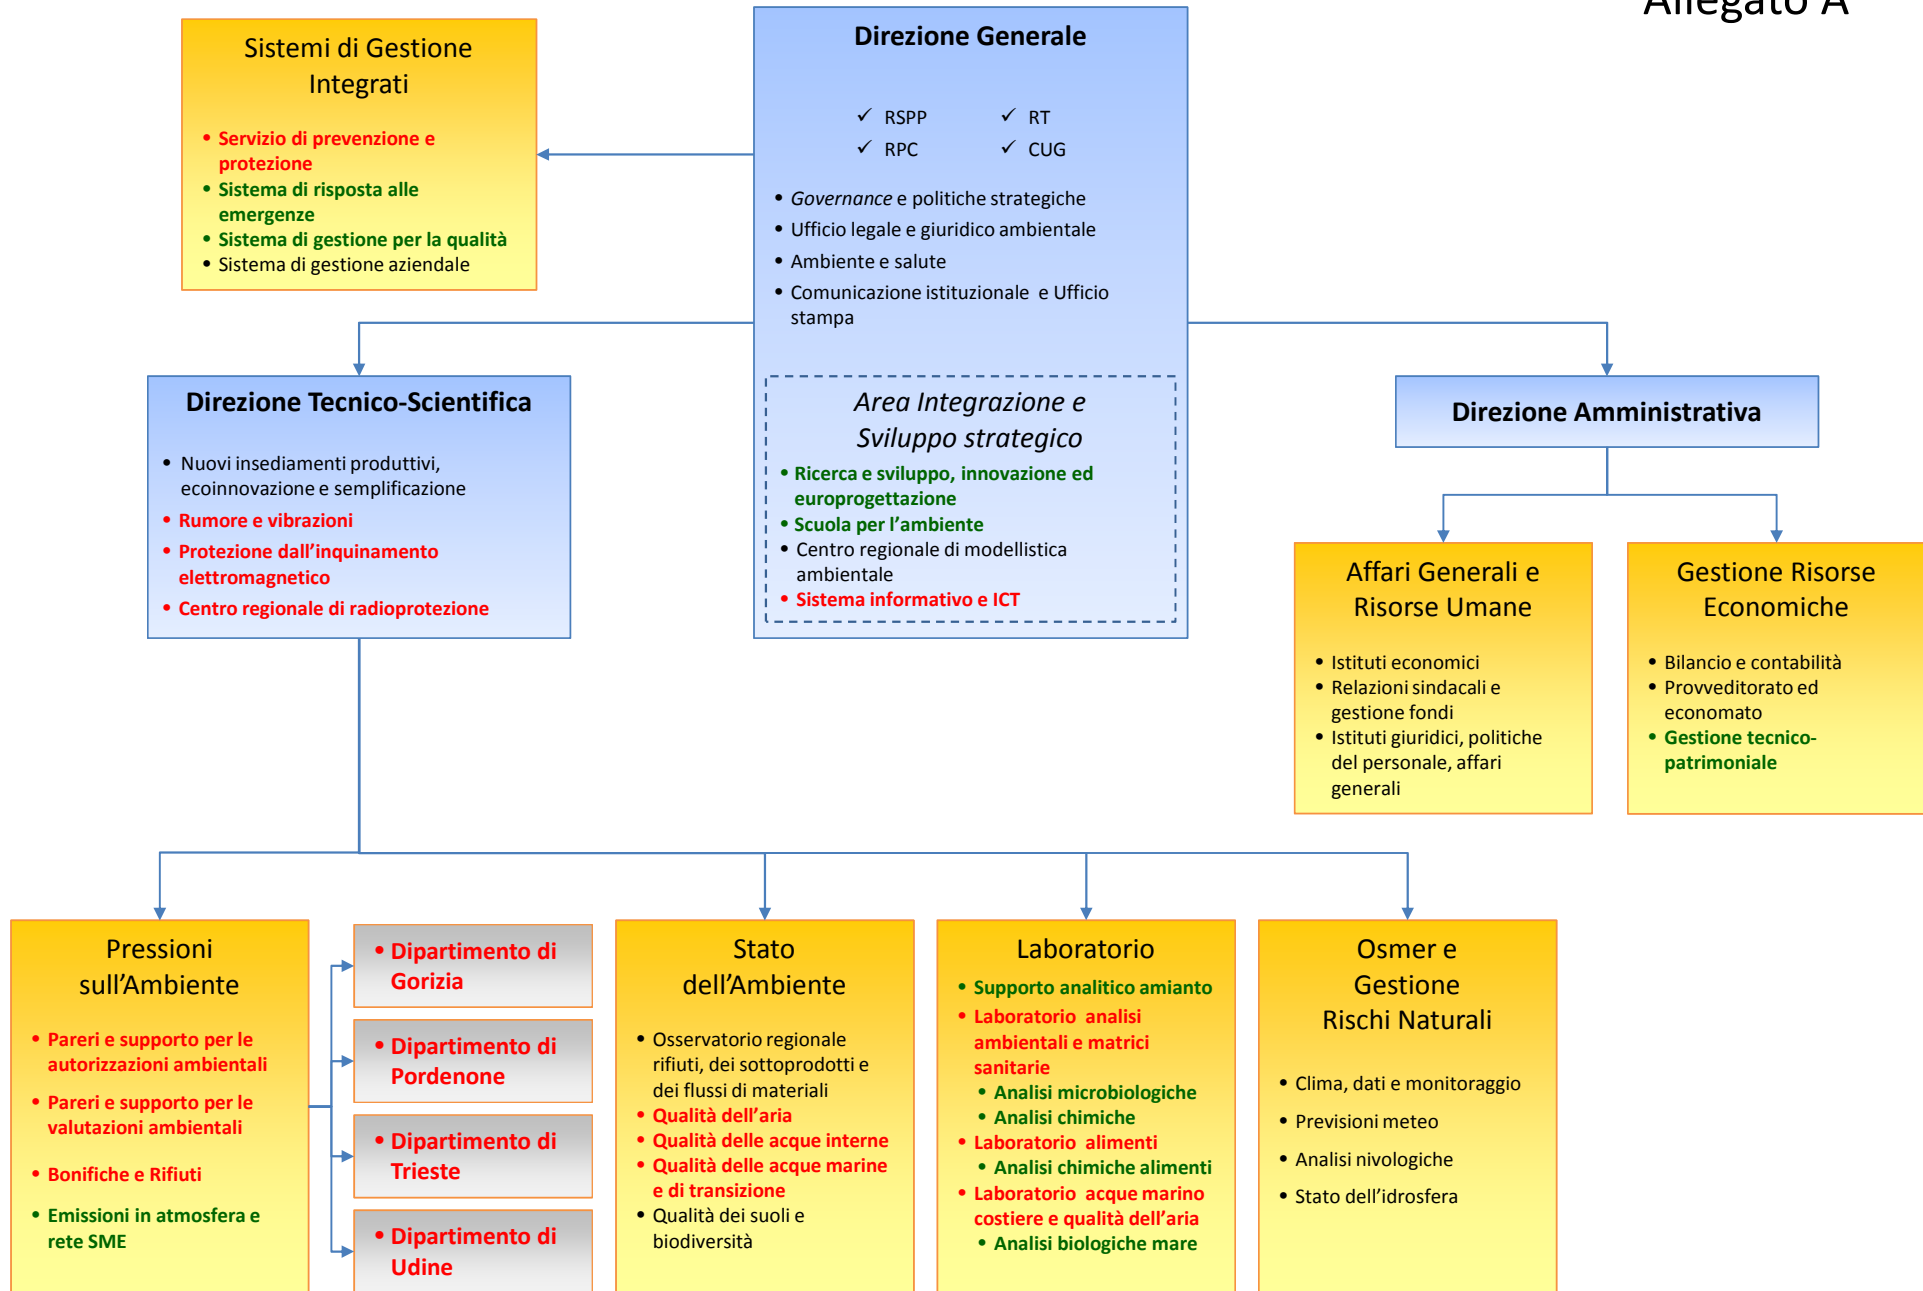 Allegato A
Sistemi di Gestione
Integrati
• Servizio di prevenzione e
protezione
• Sistema di risposta alle
emergenze
• Sistema di gestione per la qualità
• Sistema di gestione aziendale
Direzione Generale
✓ RSPP
✓ RT
✓ RPC
✓ CUG
• Governance e politiche strategiche
• Ufficio legale e giuridico ambientale
• Ambiente e salute
• Comunicazione istituzionale e Ufficio
stampa
Area Integrazione e
Sviluppo strategico
• Ricerca e sviluppo, innovazione ed
europrogettazione
• Scuola per l’ambiente
• Centro regionale di modellistica
ambientale
• Sistema informativo e ICT
Direzione Tecnico-Scientifica
• Nuovi insediamenti produttivi,
ecoinnovazione e semplificazione
• Rumore e vibrazioni
• Protezione dall’inquinamento
elettromagnetico
• Centro regionale di radioprotezione
Direzione Amministrativa
Affari Generali e
Risorse Umane
• Istituti economici
• Relazioni sindacali e
gestione fondi
• Istituti giuridici, politiche
del personale, affari
generali
Gestione Risorse
Economiche
• Bilancio e contabilità
• Provveditorato ed
economato
• Gestione tecnico-
patrimoniale
Pressioni
sull’Ambiente
• Pareri e supporto per le
autorizzazioni ambientali
• Pareri e supporto per le
valutazioni ambientali
• Bonifiche e Rifiuti
• Emissioni in atmosfera e
rete SME
• Dipartimento di
Gorizia
• Dipartimento di
Pordenone
• Dipartimento di
Trieste
• Dipartimento di
Udine
Stato
dell’Ambiente
• Osservatorio regionale
rifiuti, dei sottoprodotti e
dei flussi di materiali
• Qualità dell’aria
• Qualità delle acque interne
• Qualità delle acque marine
e di transizione
• Qualità dei suoli e
biodiversità
Laboratorio
• Supporto analitico amianto
• Laboratorio analisi
ambientali e matrici
sanitarie
• Analisi microbiologiche
• Analisi chimiche
• Laboratorio alimenti
• Analisi chimiche alimenti
• Laboratorio acque marino
costiere e qualità dell’aria
• Analisi biologiche mare
Osmer e
Gestione
Rischi Naturali
• Clima, dati e monitoraggio
• Previsioni meteo
• Analisi nivologiche
• Stato dell’idrosfera